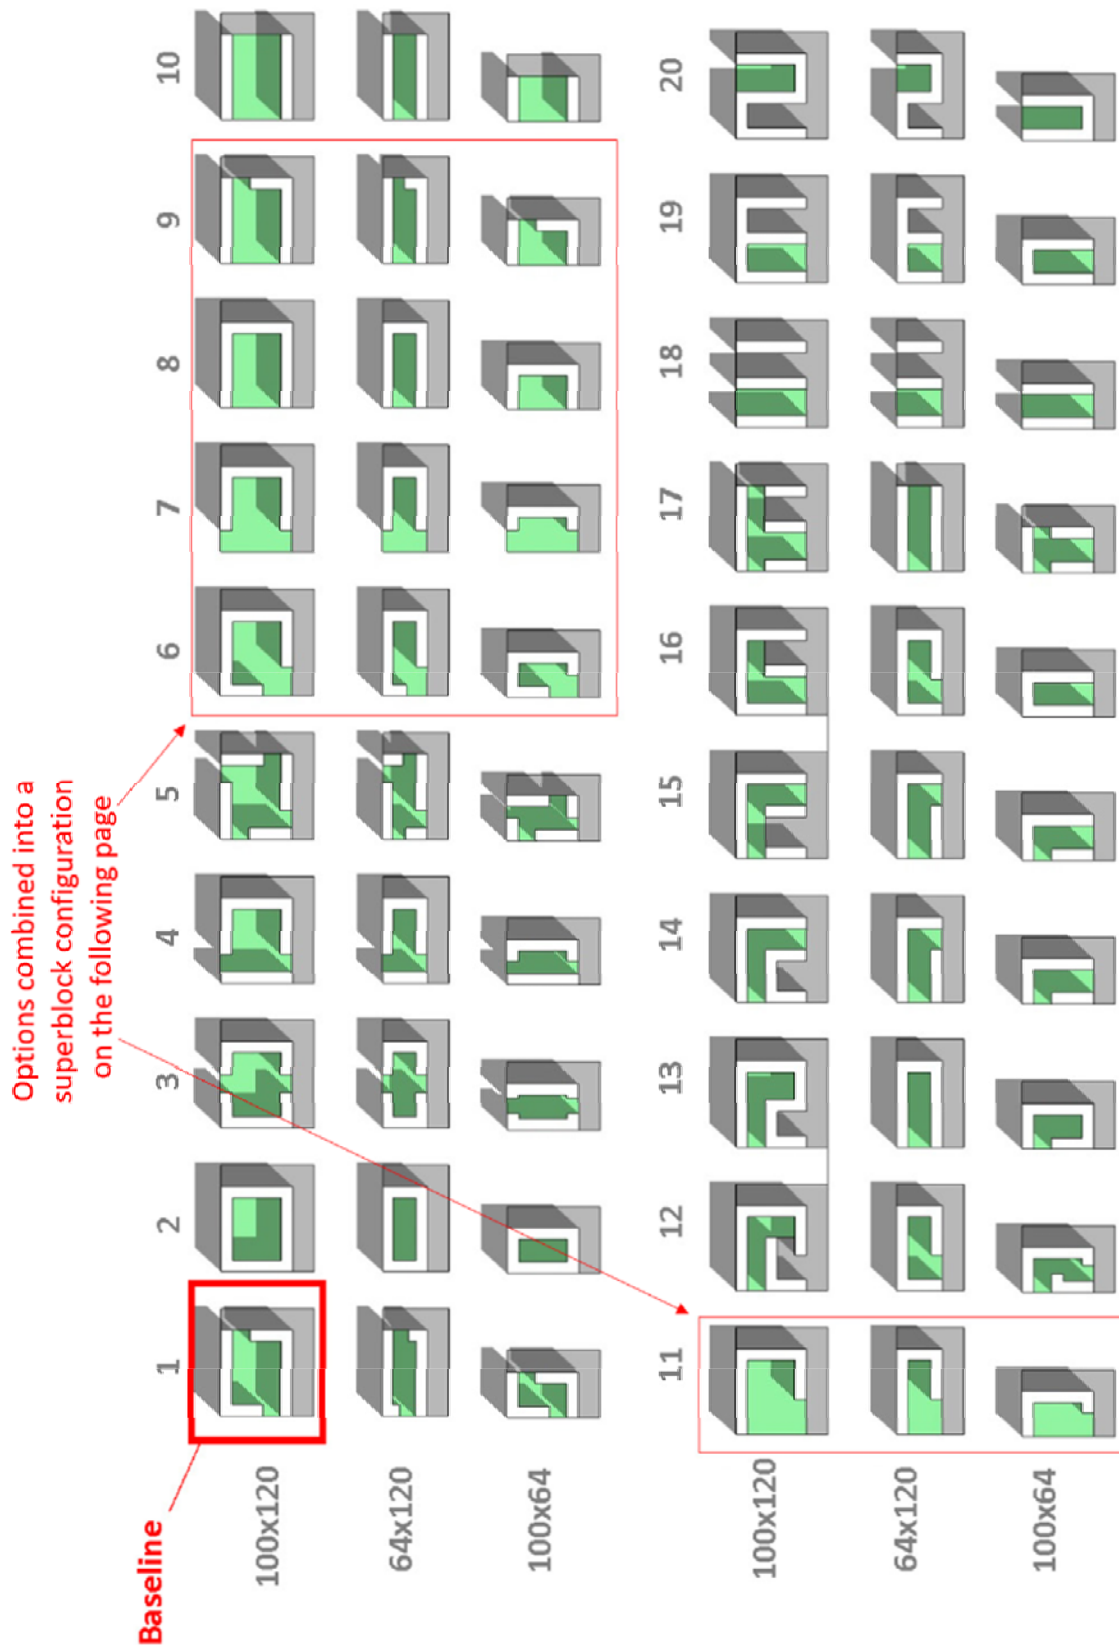 Options combined into a
superblock configuration
on the following page
Baseline
1 2 3 4 5 6 7 8 9 10
100x120
64x120
100x64
11 12 13 14 15 16 17 18 19 20
100x120
64x120
100x64